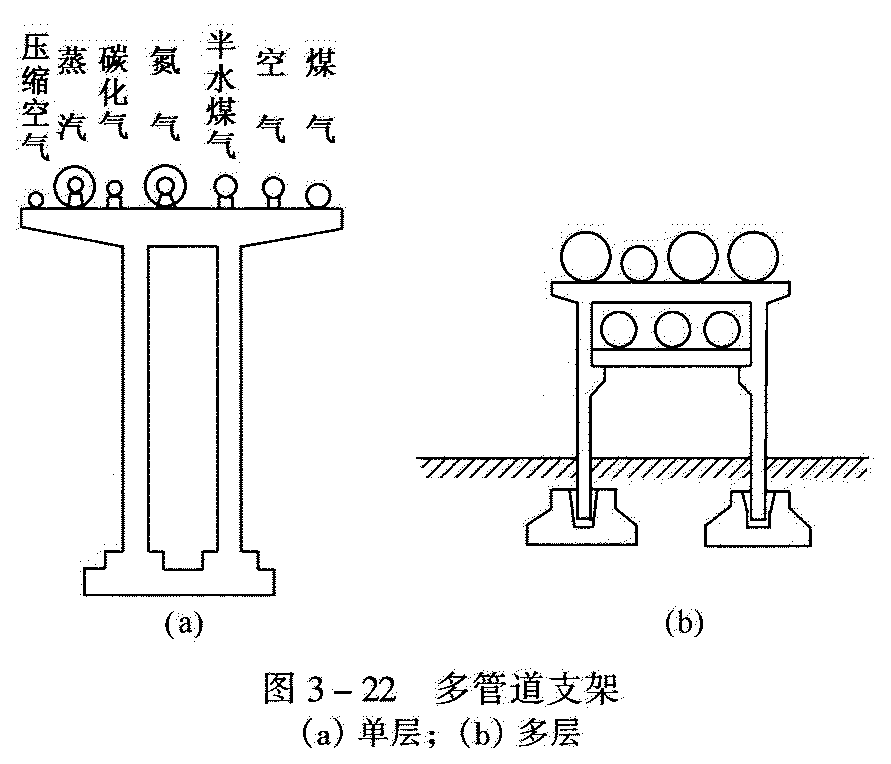 压缩空气
蒸汽
碳化气
氮气
半水煤气
空气
煤气
(a)
(b)
图 3-22 多管道支架
(a) 单层；(b) 多层